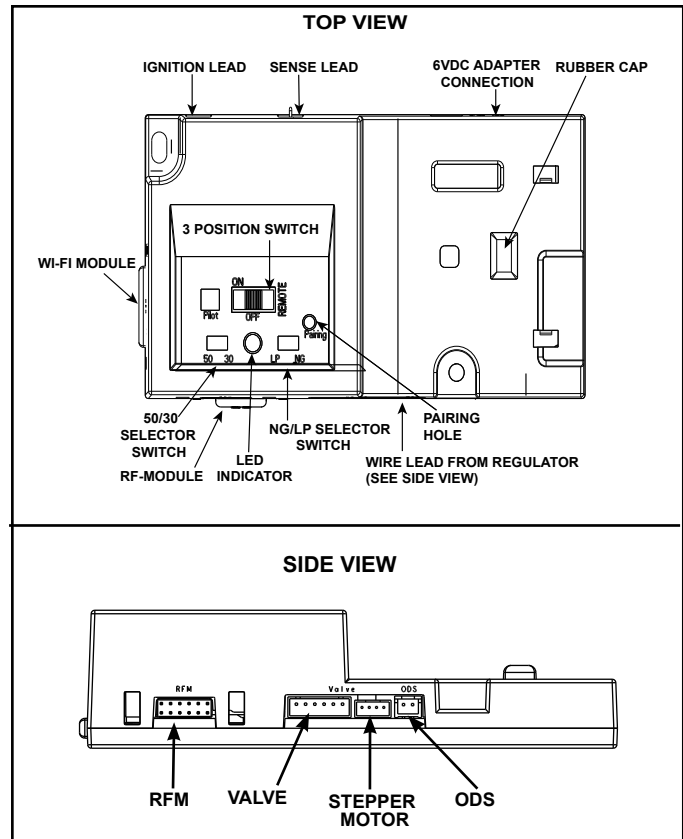 TOP VIEW
IGNITION LEAD
SENSE LEAD
6VDC ADAPTER
CONNECTION
RUBBER CAP
3 POSITION SWITCH
WI-FI MODULE
ON
OFF
REMOTE
Pilot
Pairing
50 30
LP NG
50/30
SELECTOR
SWITCH
RF-MODULE
LED
INDICATOR
NG/LP SELECTOR
SWITCH
PAIRING
HOLE
WIRE LEAD FROM REGULATOR
(SEE SIDE VIEW)
SIDE VIEW
RFM
Valve
ODS
RFM
VALVE
STEPPER
MOTOR
ODS